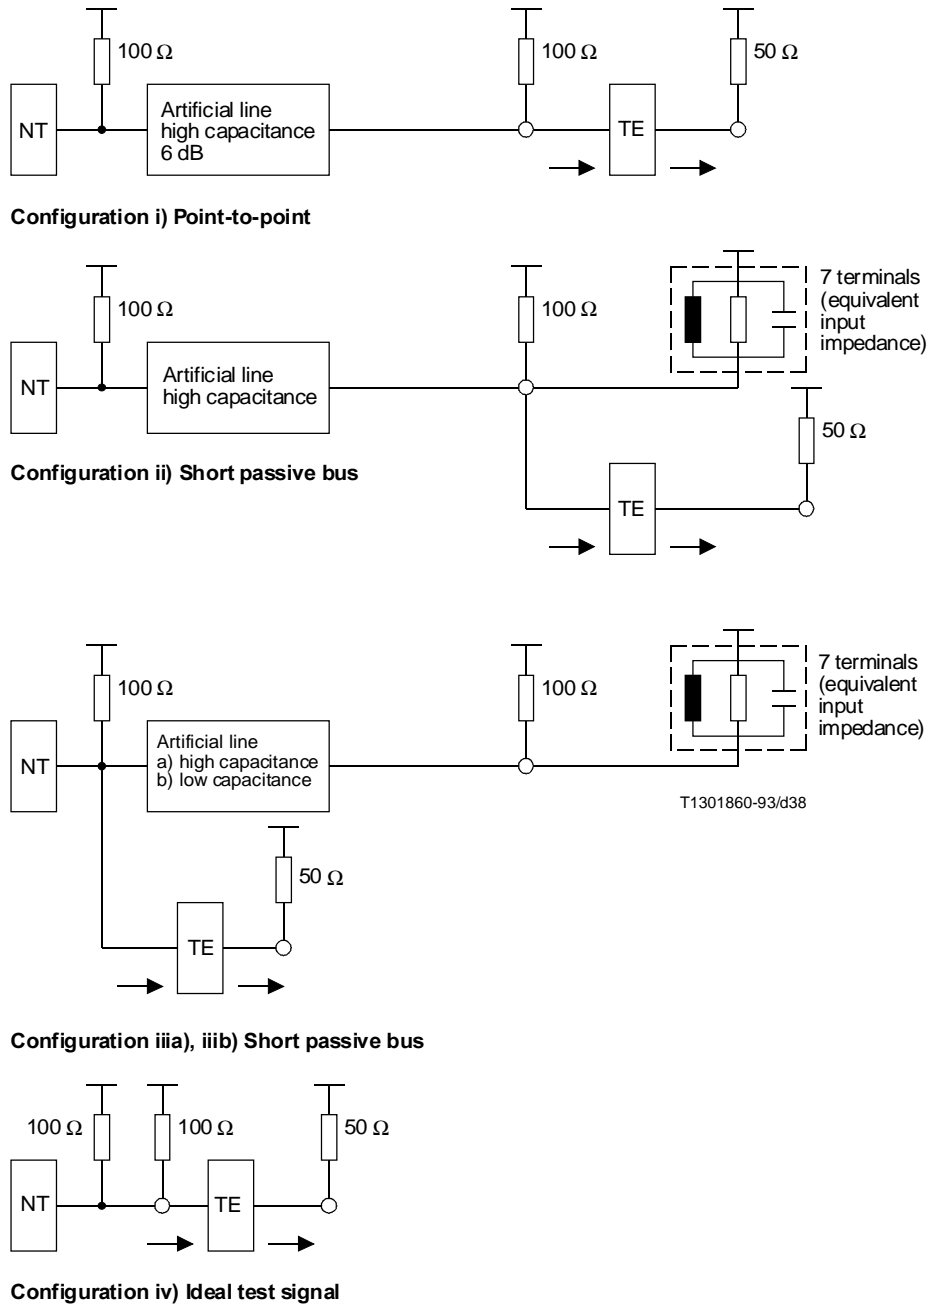 100 Ω
100 Ω
50 Ω
NT
Artificial line
high capacitance
6 dB
TE
Configuration i) Point-to-point
100 Ω
100 Ω
7 terminals
(equivalent
input
impedance)
NT
Artificial line
high capacitance
50 Ω
Configuration ii) Short passive bus
TE
100 Ω
100 Ω
7 terminals
(equivalent
input
impedance)
NT
Artificial line
a) high capacitance
b) low capacitance
T1301860-93/d38
50 Ω
TE
Configuration iiia), iiib) Short passive bus
100 Ω
100 Ω
50 Ω
NT
TE
Configuration iv) Ideal test signal